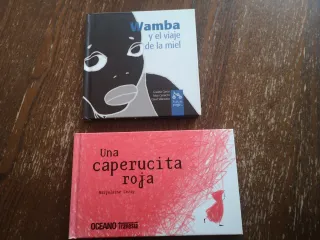 Wamba
y el viaje
de la miel
Una
caperucita
roja
Marjolaine Leray
OCEANO Travesía